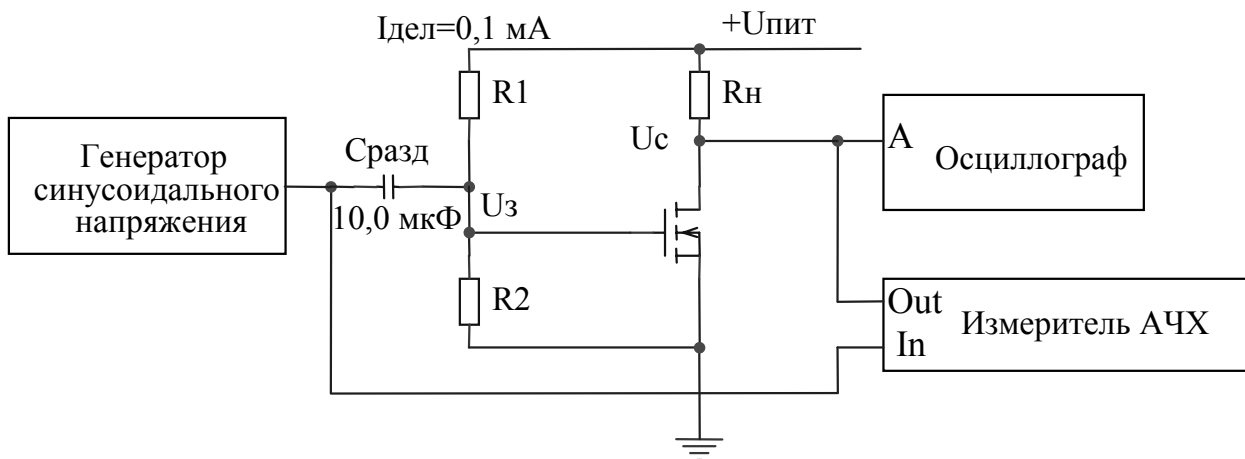 Iдел=0,1 мА
+Uпит
R1
Rн
Генератор
синусоидального
напряжения
Cразд
10,0 мкФ
Uз
Uс
A
Осциллограф
R2
Out
In
Измеритель АЧХ